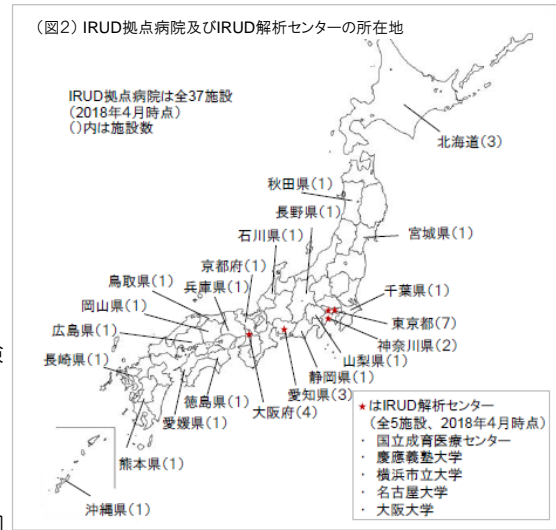 (図2) IRUD拠点病院及びIRUD解析センターの所在地
IRUD拠点病院は全37施設
(2018年4月時点)
()内は施設数
北海道(3)
秋田県(1)
長野県(1)
石川県(1)
宮城県(1)
京都府(1)
鳥取県(1)
兵庫県(1)
岡山県(1)
広島県(1)
長崎県(1)
千葉県(1)
東京都(7)
神奈川県(2)
山梨県(1)
静岡県(1)
愛知県(3)
徳島県(1)
大阪府(4)
愛媛県(1)
熊本県(1)
沖縄県(1)
★はIRUD解析センター
(全5施設、2018年4月時点)
・ 国立成育医療センター
・ 慶應義塾大学
・ 横浜市立大学
・ 名古屋大学
・ 大阪大学